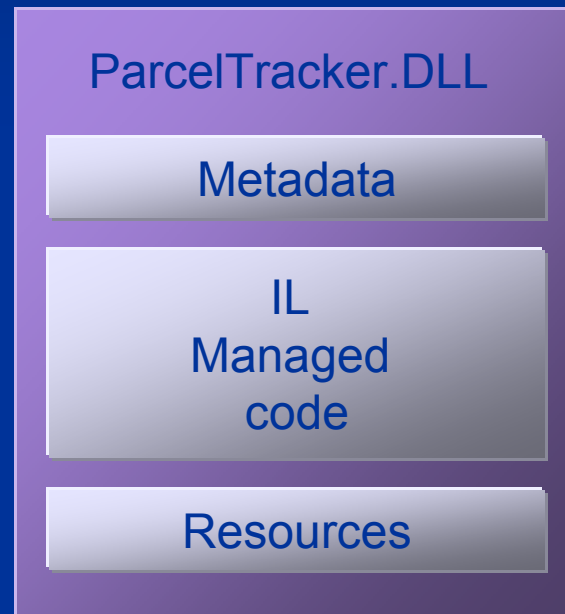 ParcelTracker.DLL
Metadata
IL
Managed
code
Resources